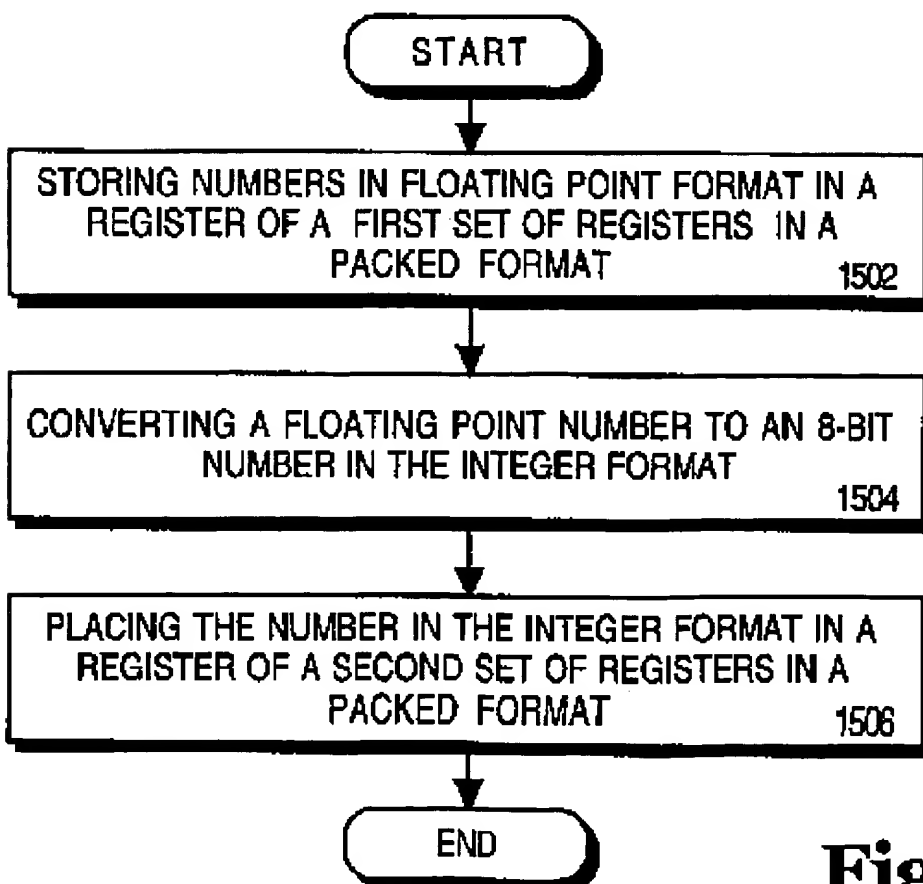 START
STORING NUMBERS IN FLOATING POINT FORMAT IN A
REGISTER OF A FIRST SET OF REGISTERS IN A
PACKED FORMAT
1502
CONVERTING A FLOATING POINT NUMBER TO AN 8-BIT
NUMBER IN THE INTEGER FORMAT
1504
PLACING THE NUMBER IN THE INTEGER FORMAT IN A
REGISTER OF A SECOND SET OF REGISTERS IN A
PACKED FORMAT
1506
END
Fig